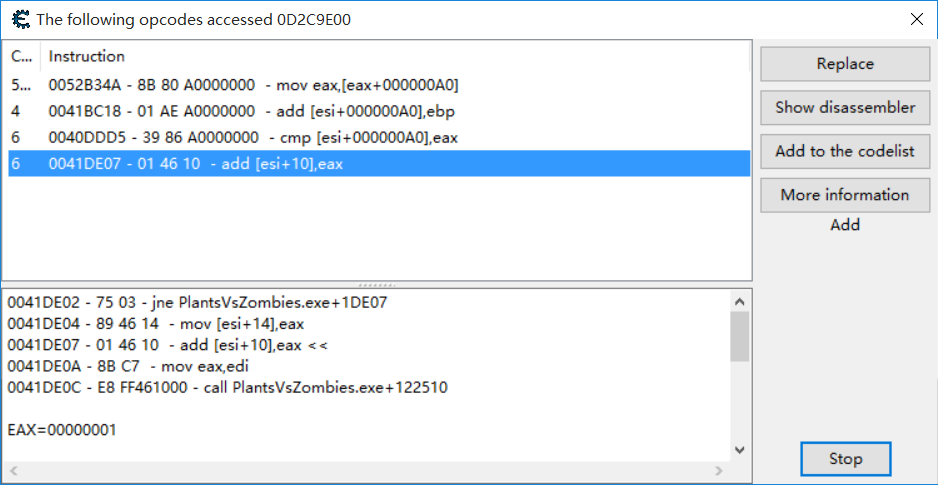 The following opcodes accessed 0D2C9E00
C... Instruction
5... 0052B34A - 8B 80 A0000000 - mov eax,[eax+000000A0]
4 0041BC18 - 01 AE A0000000 - add [esi+000000A0],ebp
6 0040DDD5 - 39 86 A0000000 - cmp [esi+000000A0],eax
6 0041DE07 - 01 46 10 - add [esi+10],eax
Replace
Show disassembler
Add to the codelist
More information
Add
0041DE02 - 75 03 - jne PlantsVsZombies.exe+1DE07
0041DE04 - 89 46 14 - mov [esi+14],eax
0041DE07 - 01 46 10 - add [esi+10],eax <<
0041DE0A - 8B C7 - mov eax,edi
0041DE0C - E8 FF461000 - call PlantsVsZombies.exe+122510
EAX=00000001
Stop